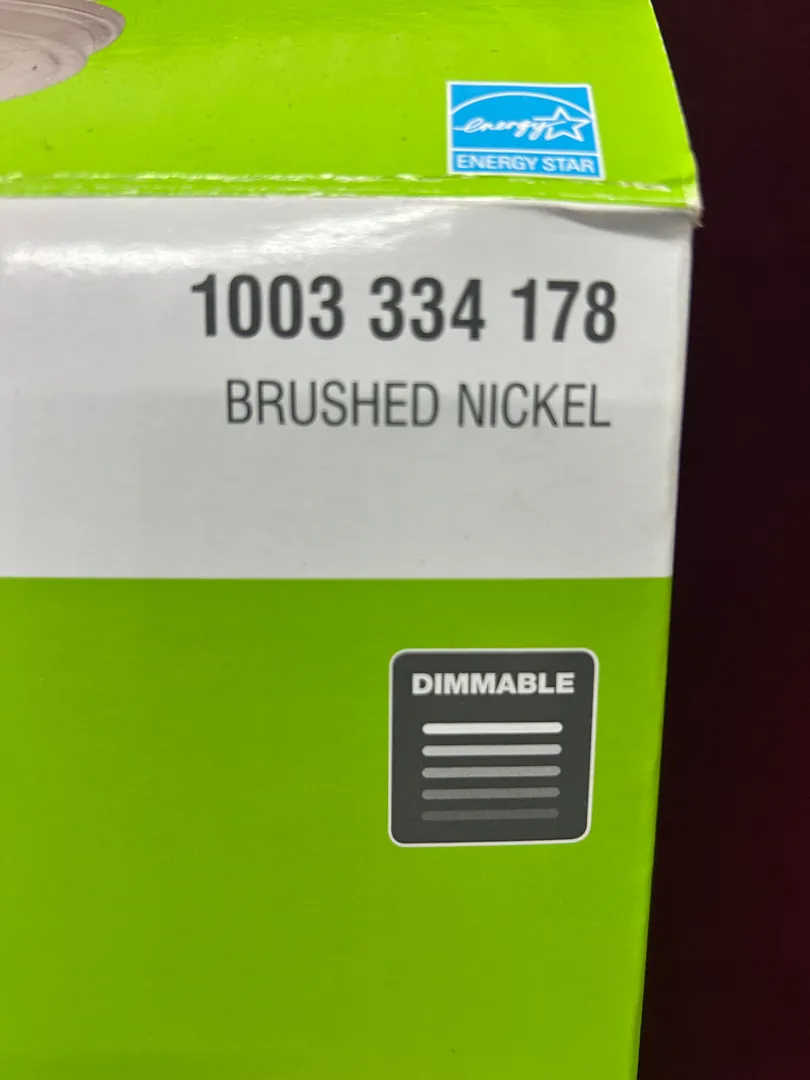 energy
ENERGY STAR
1003 334 178
BRUSHED NICKEL
DIMMABLE